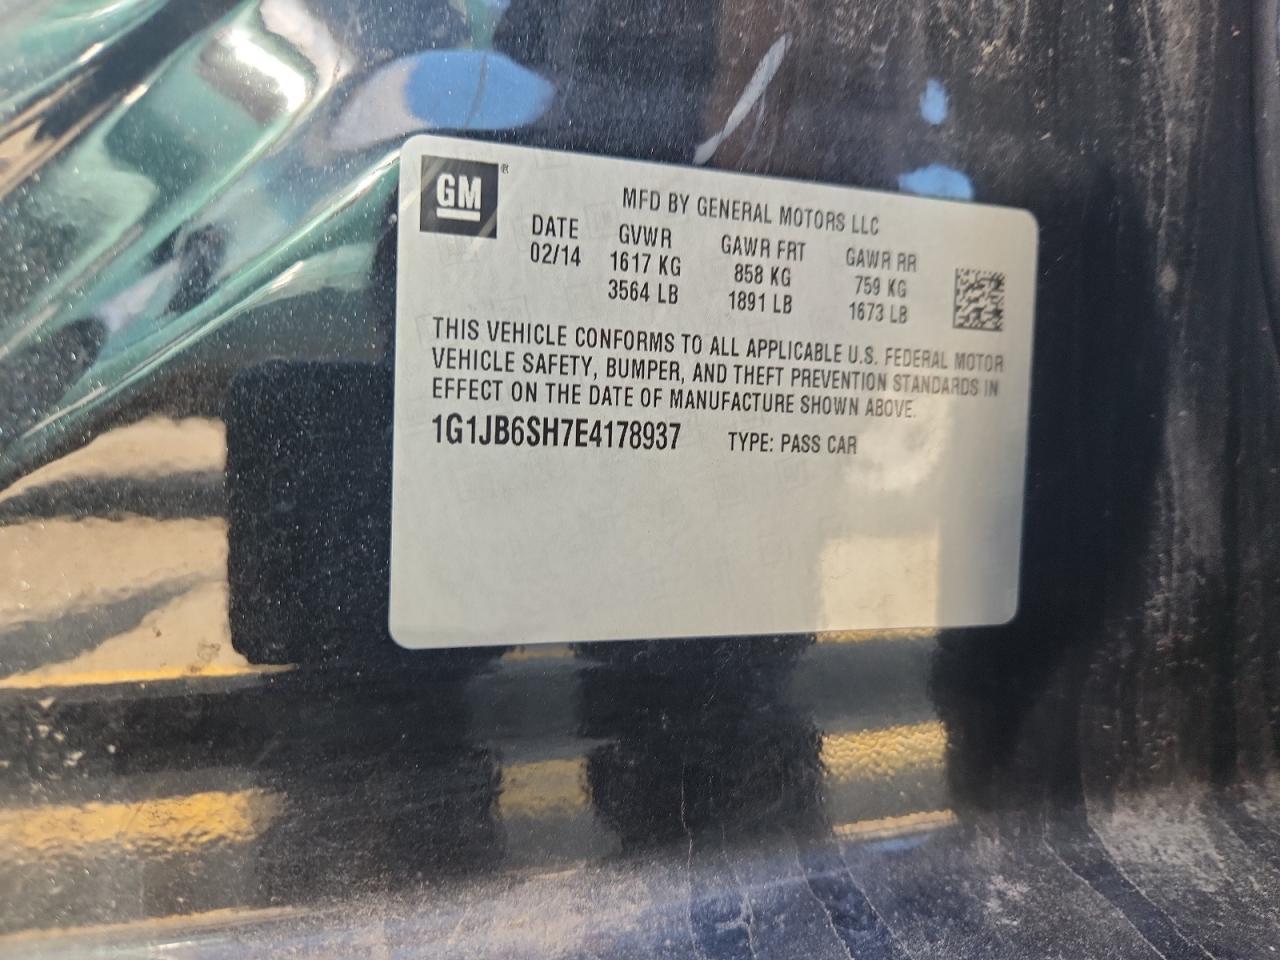 GM ®
MFD BY GENERAL MOTORS LLC
DATE GVWR GAWR FRT GAWR RR
02/14 1617 KG 858 KG 759 KG
3564 LB 1891 LB 1673 LB
THIS VEHICLE CONFORMS TO ALL APPLICABLE U.S. FEDERAL MOTOR
VEHICLE SAFETY, BUMPER, AND THEFT PREVENTION STANDARDS IN
EFFECT ON THE DATE OF MANUFACTURE SHOWN ABOVE.
1G1JB6SH7E4178937 TYPE: PASS CAR